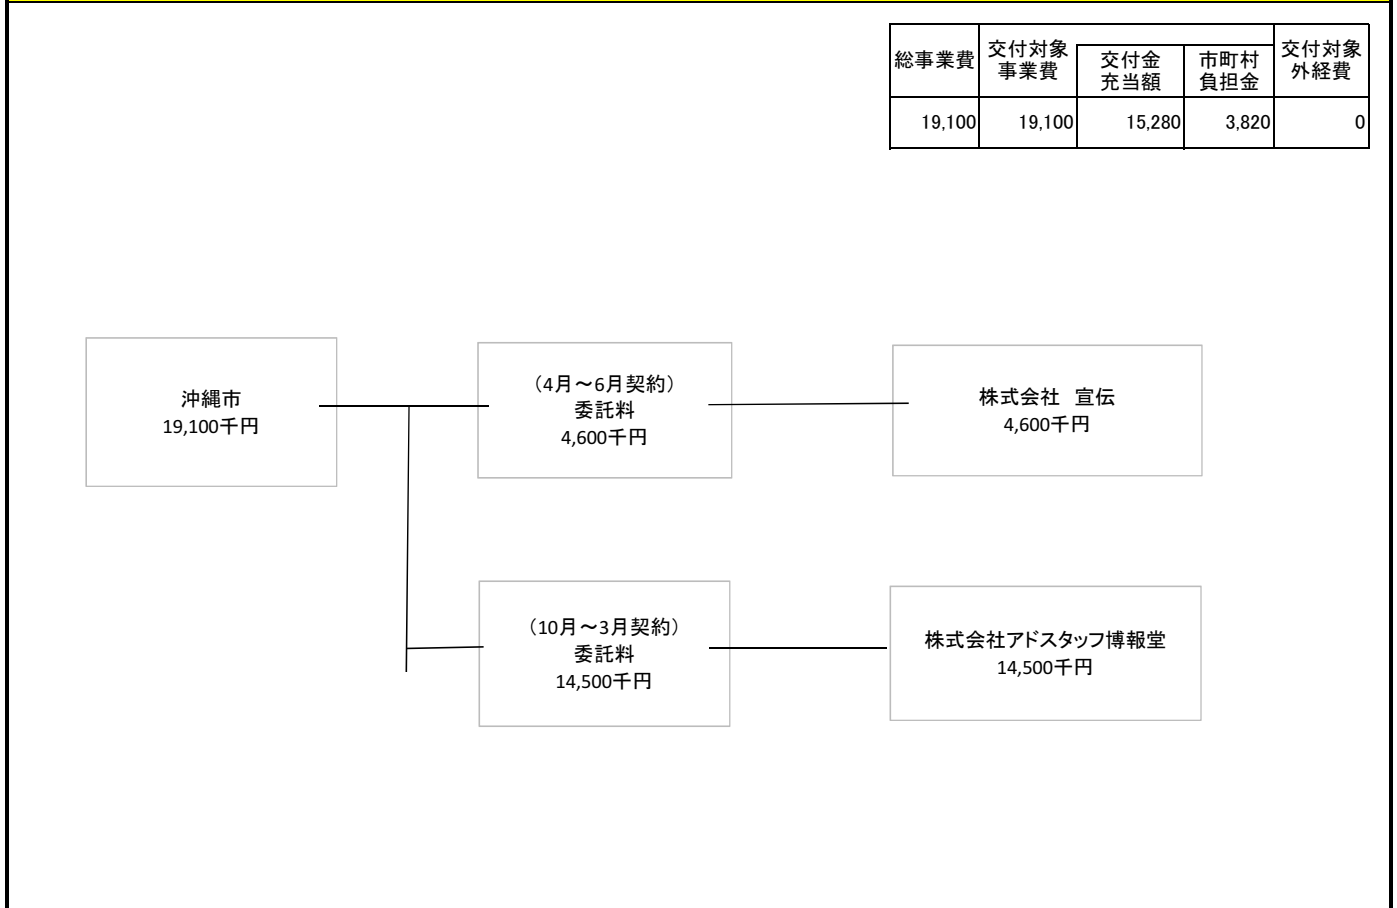 総事業費
交付対象
事業費
交付金
充当額
市町村
負担金
交付対象
外経費
19,100
19,100
15,280
3,820
0
沖縄市
19,100千円
（4月～6月契約）
委託料
4,600千円
株式会社　宣伝
4,600千円
（10月～3月契約）
委託料
14,500千円
株式会社アドスタッフ博報堂
14,500千円